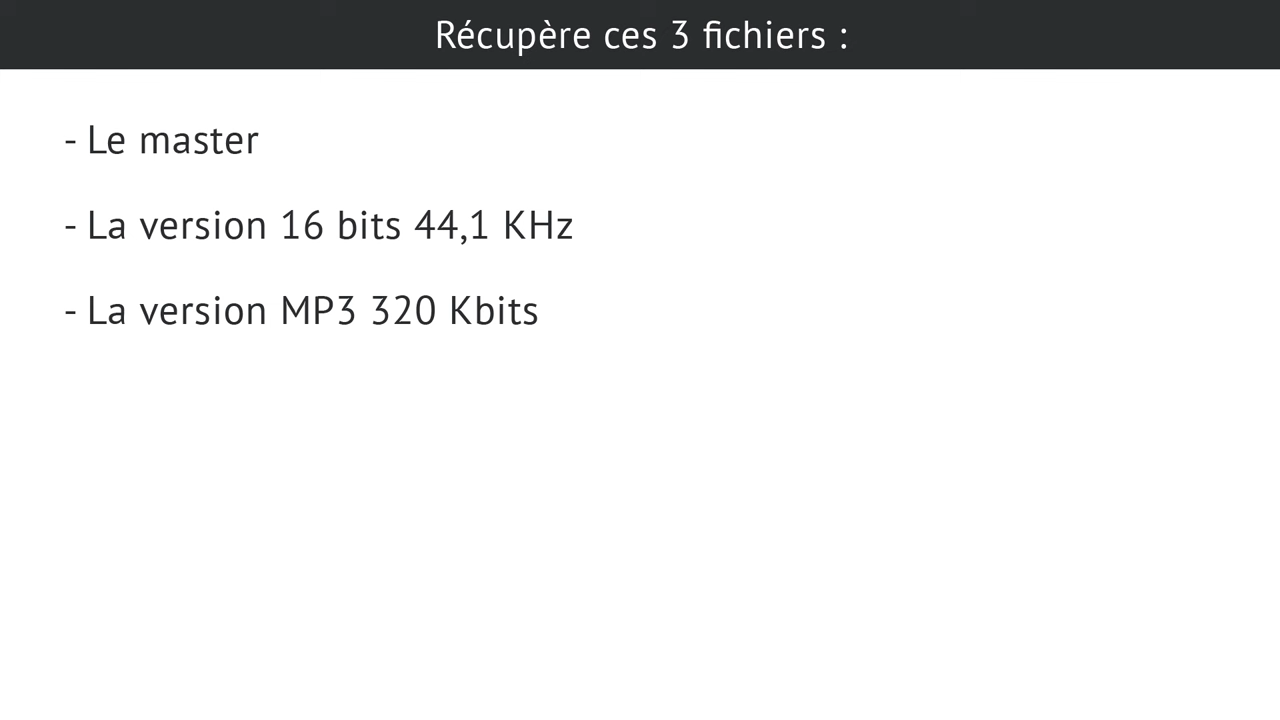 Récupère ces 3 fichiers :
- Le master
- La version 16 bits 44,1 KHz
- La version MP3 320 Kbits